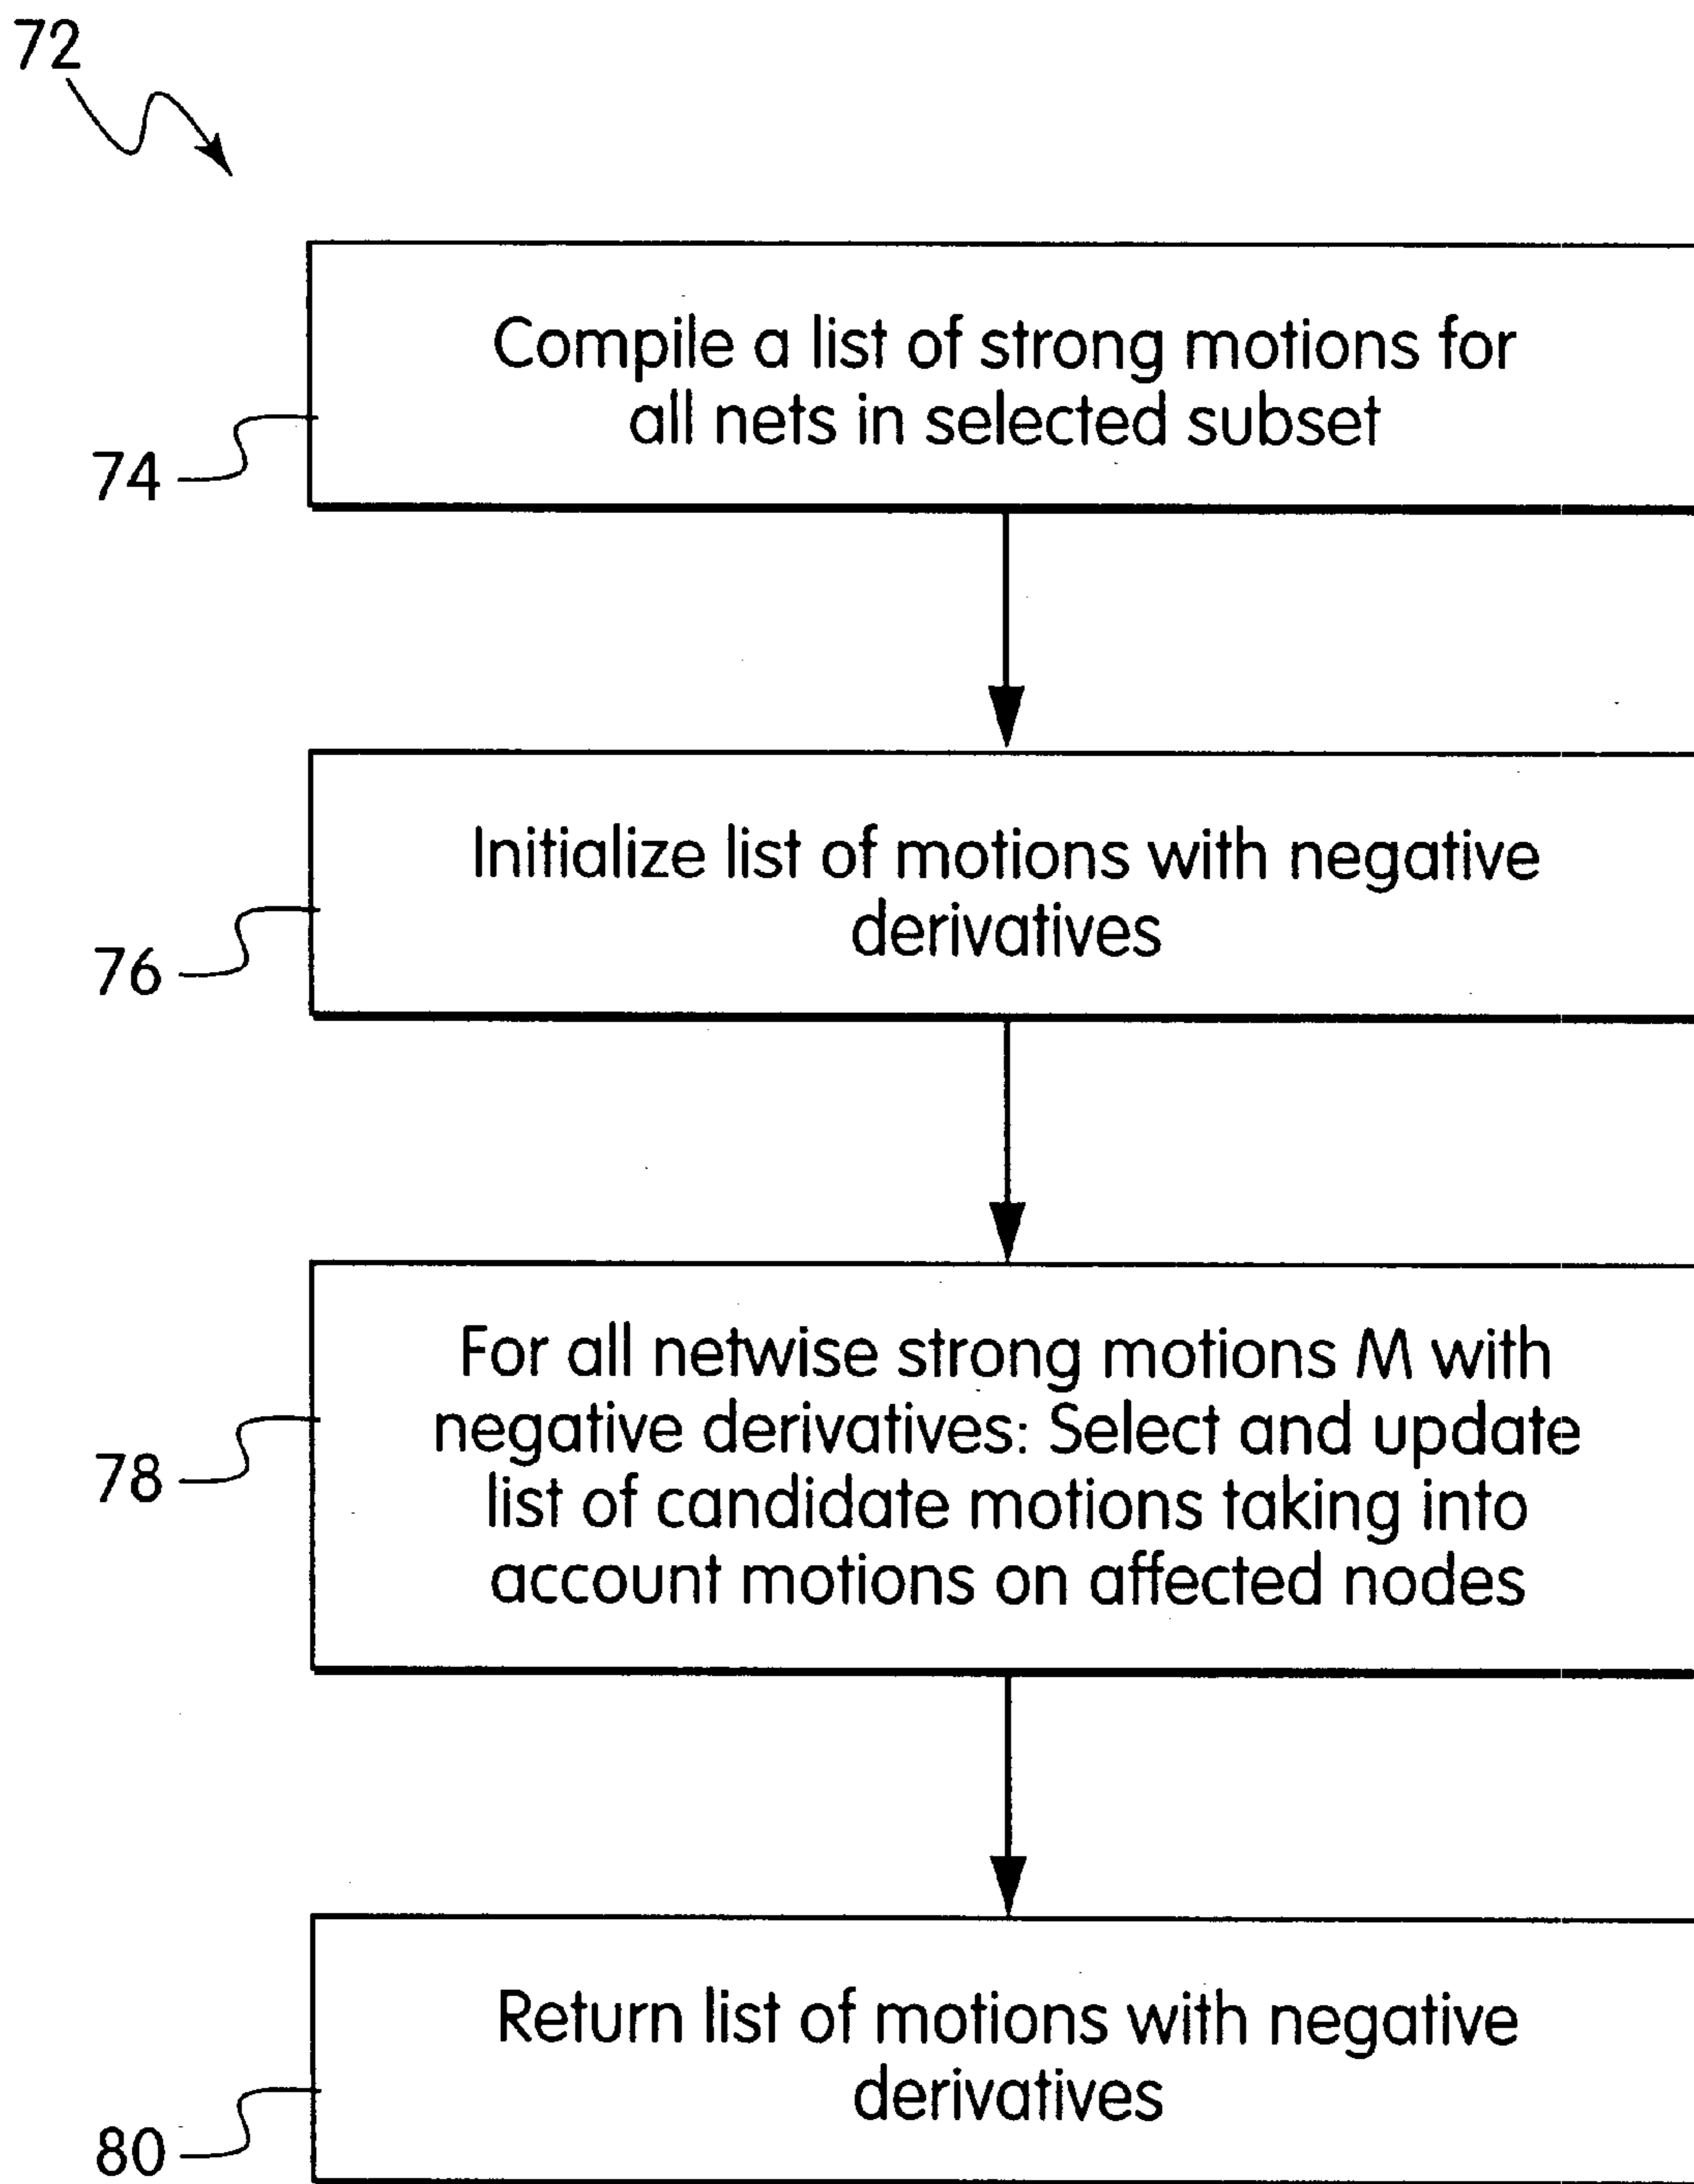 72
Compile a list of strong motions for
all nets in selected subset
74
Initialize list of motions with negative
derivatives
76
For all netwise strong motions M with
negative derivatives: Select and update
list of candidate motions taking into
account motions on affected nodes
78
Return list of motions with negative
derivatives
80